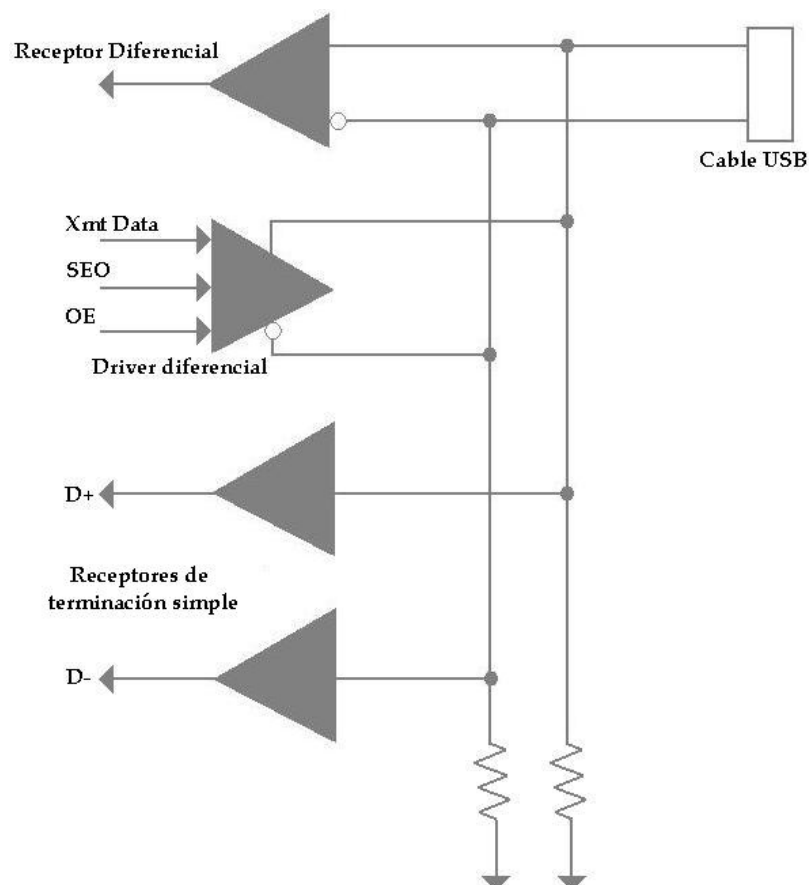 Receptor Diferencial
Cable USB
Xmt Data
SEO
OE
Driver diferencial
D+
Receptores de
terminación simple
D-